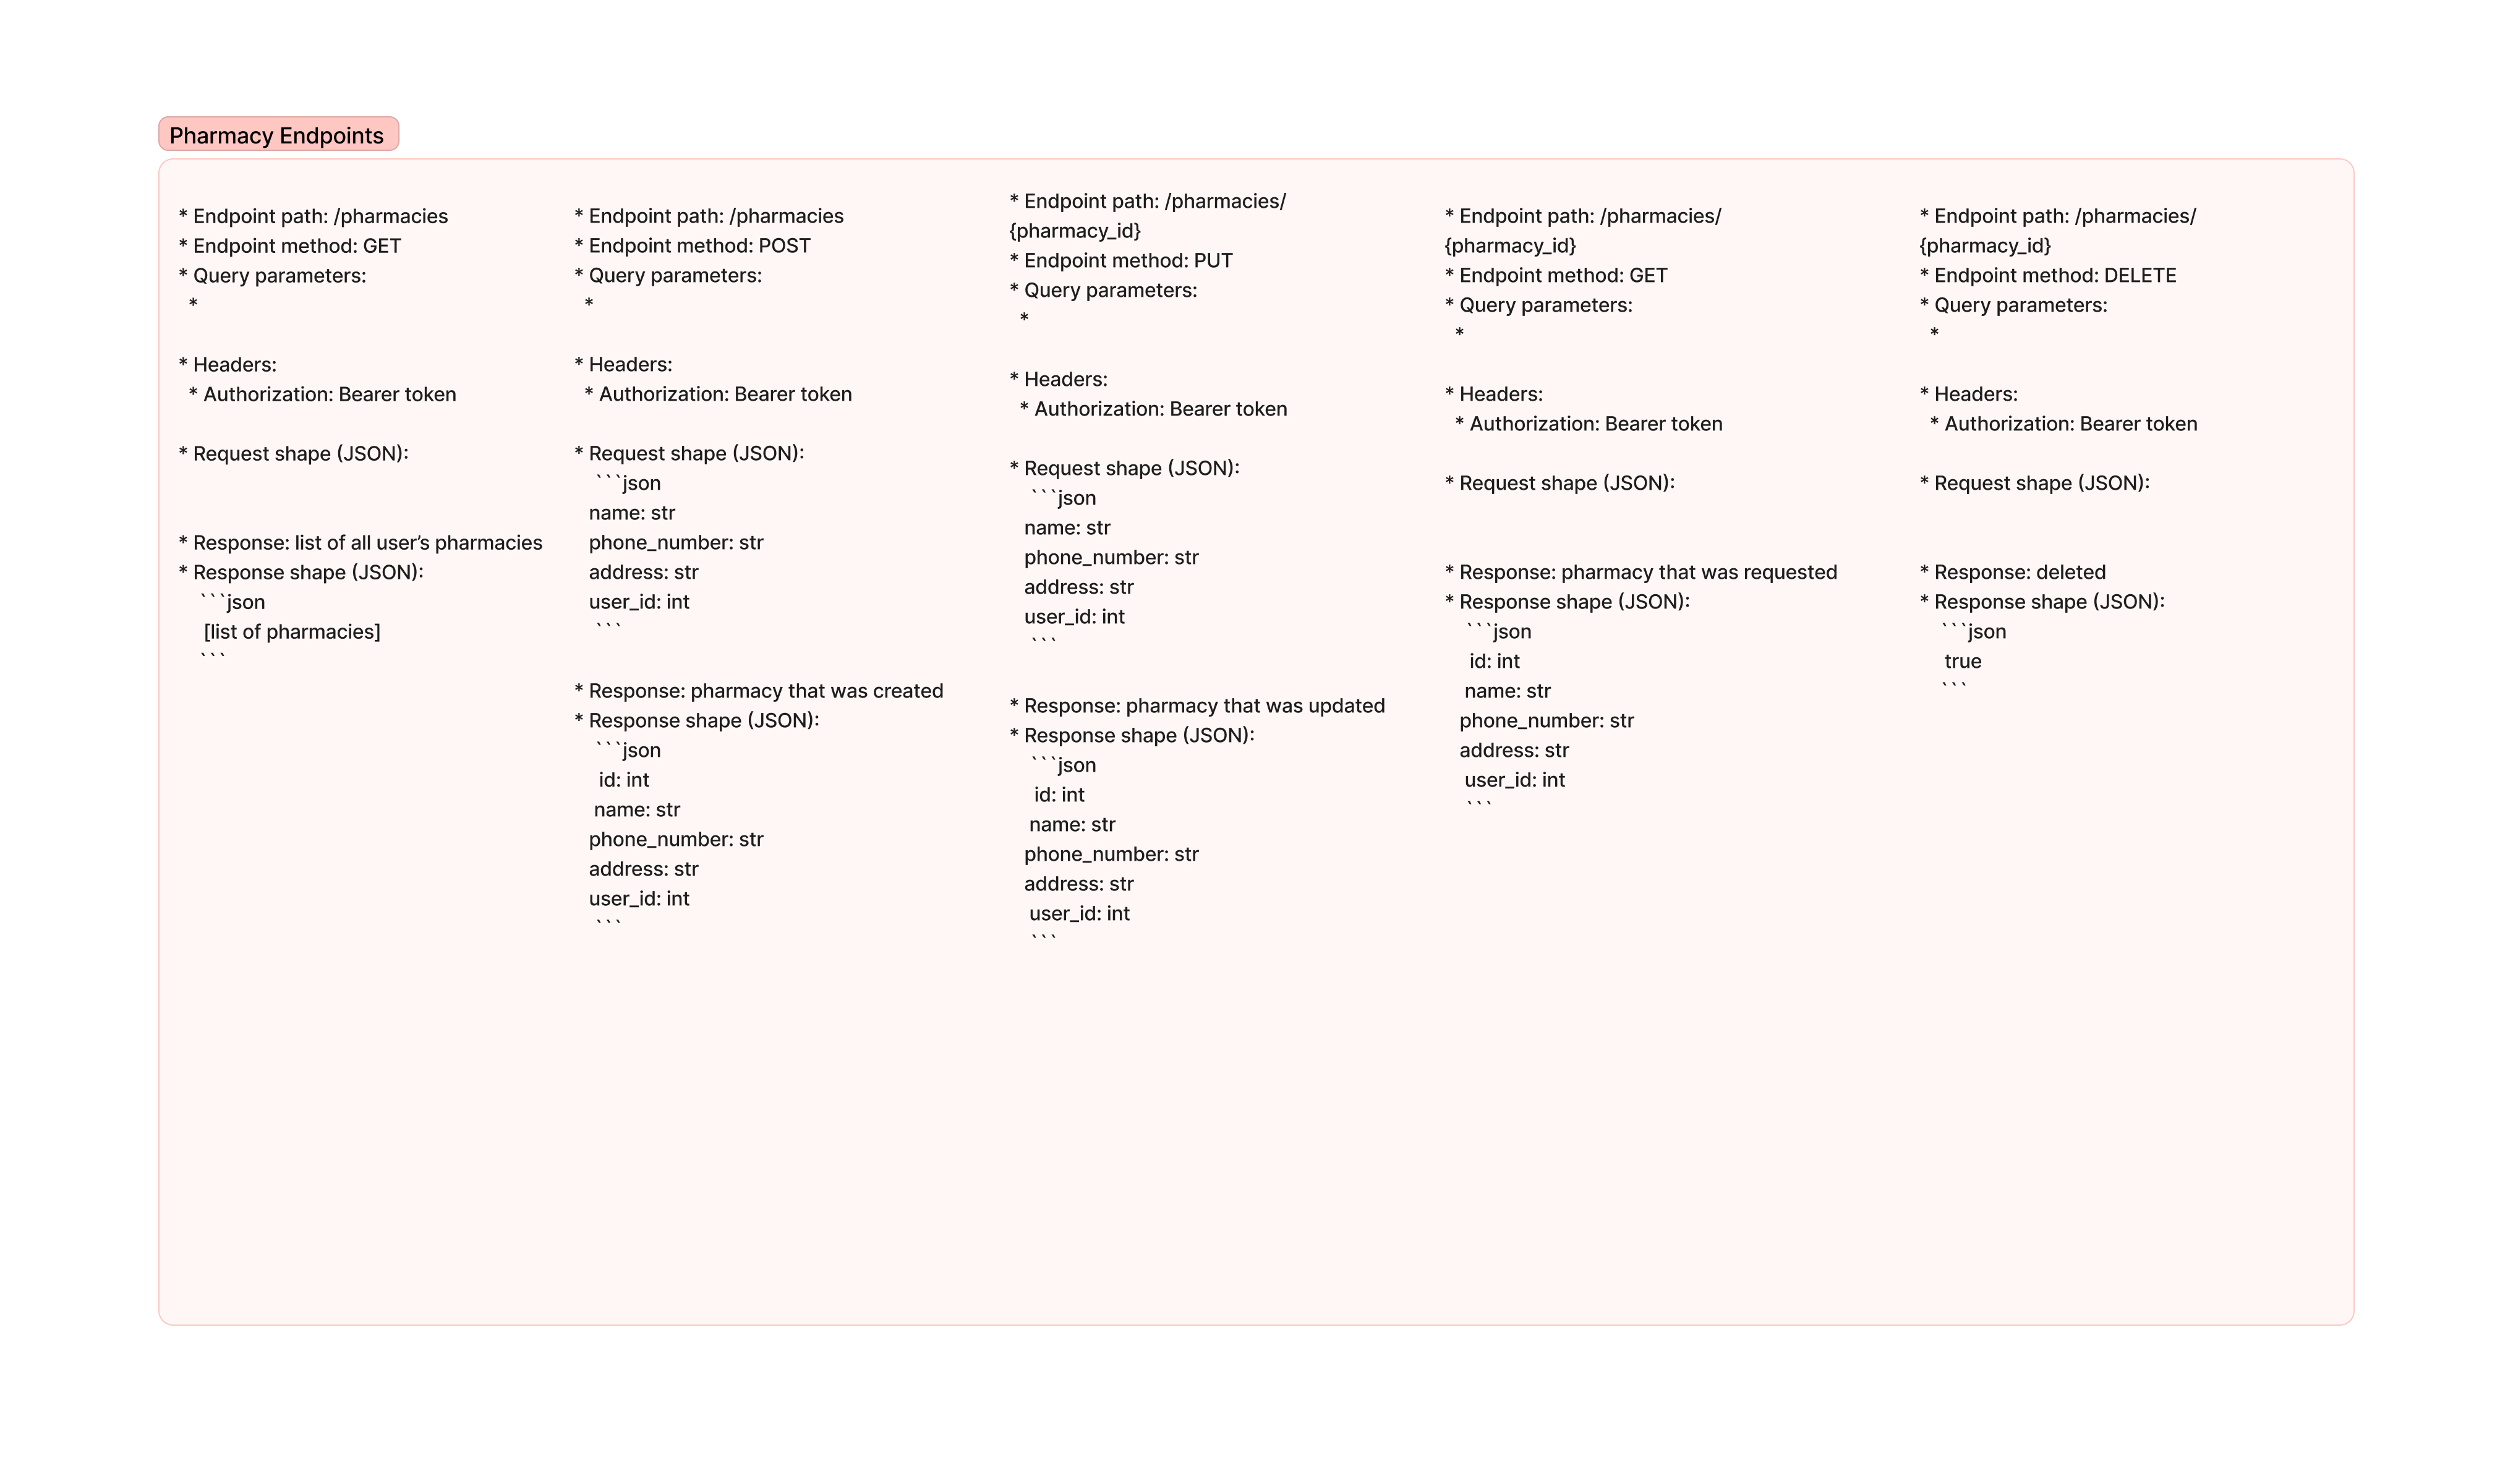 Pharmacy Endpoints
* Endpoint path: /pharmacies
* Endpoint method: GET
* Query parameters:
  *
* Headers:
  * Authorization: Bearer token
* Request shape (JSON):
* Response: list of all user’s pharmacies
* Response shape (JSON):
    ```json
    [list of pharmacies]
    ```
* Endpoint path: /pharmacies
* Endpoint method: POST
* Query parameters:
  *
* Headers:
  * Authorization: Bearer token
* Request shape (JSON):
    ```json
   name: str
   phone_number: str
   address: str
   user_id: int
    ```
* Response: pharmacy that was created
* Response shape (JSON):
    ```json
    id: int
    name: str
   phone_number: str
   address: str
   user_id: int
    ```
* Endpoint path: /pharmacies/
{pharmacy_id}
* Endpoint method: PUT
* Query parameters:
  *
* Headers:
  * Authorization: Bearer token
* Request shape (JSON):
    ```json
   name: str
   phone_number: str
   address: str
   user_id: int
    ```
* Response: pharmacy that was updated
* Response shape (JSON):
    ```json
    id: int
    name: str
   phone_number: str
   address: str
    user_id: int
    ```
* Endpoint path: /pharmacies/
{pharmacy_id}
* Endpoint method: GET
* Query parameters:
  *
* Headers:
  * Authorization: Bearer token
* Request shape (JSON):
* Response: pharmacy that was requested
* Response shape (JSON):
    ```json
    id: int
    name: str
   phone_number: str
   address: str
    user_id: int
    ```
* Endpoint path: /pharmacies/
{pharmacy_id}
* Endpoint method: DELETE
* Query parameters:
  *
* Headers:
  * Authorization: Bearer token
* Request shape (JSON):
* Response: deleted
* Response shape (JSON):
    ```json
    true
    ```